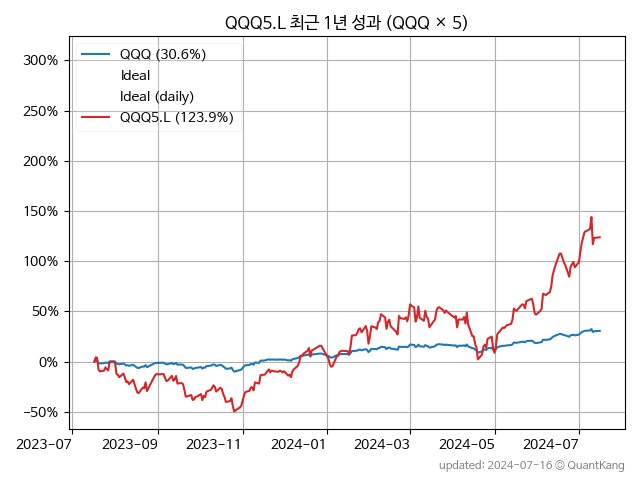 QQQ5.L 최근 1년 성과 (QQQ × 5)
QQQ (30.6%)
Ideal
Ideal (daily)
QQQ5.L (123.9%)
300%
250%
200%
150%
100%
50%
0%
−50%
2023-07 2023-09 2023-11 2024-01 2024-03 2024-05 2024-07
updated: 2024-07-16 © QuantKang